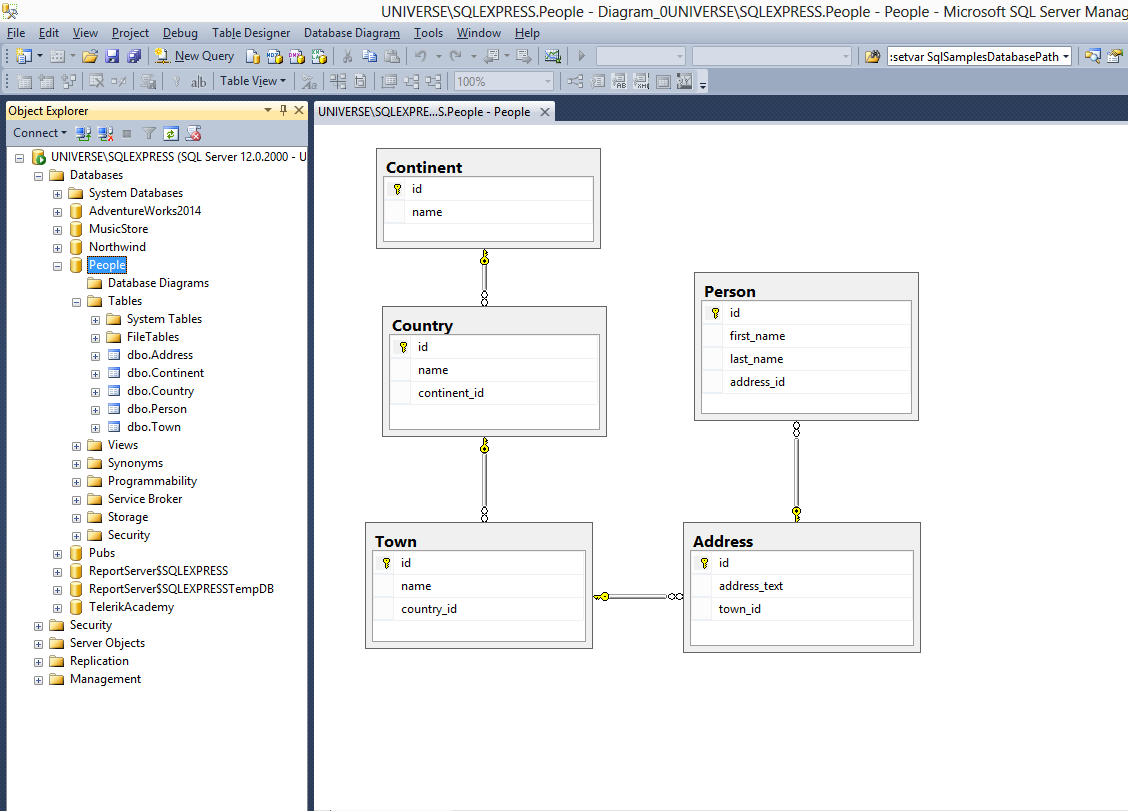 UNIVERSE\SQLEXPRESS.People - Diagram_0UNIVERSE\SQLEXPRESS.People - People - Microsoft SQL Server Manag
File Edit View Project Debug Table Designer Database Diagram Tools Window Help
New Query :setvar SqlSamplesDatabasePath
Table View 100%
Object Explorer
Connect
UNIVERSE\SQLEXPRESS (SQL Server 12.0.2000 - U
Databases
System Databases
AdventureWorks2014
MusicStore
Northwind
People
Database Diagrams
Tables
System Tables
FileTables
dbo.Address
dbo.Continent
dbo.Country
dbo.Person
dbo.Town
Views
Synonyms
Programmability
Service Broker
Storage
Security
Pubs
ReportServer$SQLEXPRESS
ReportServer$SQLEXPRESSTempDB
TelerikAcademy
Security
Server Objects
Replication
Management
UNIVERSE\SQLEXPRE...S.People - People
Continent
id
name
Country
id
name
continent_id
Person
id
first_name
last_name
address_id
Town
id
name
country_id
Address
id
address_text
town_id